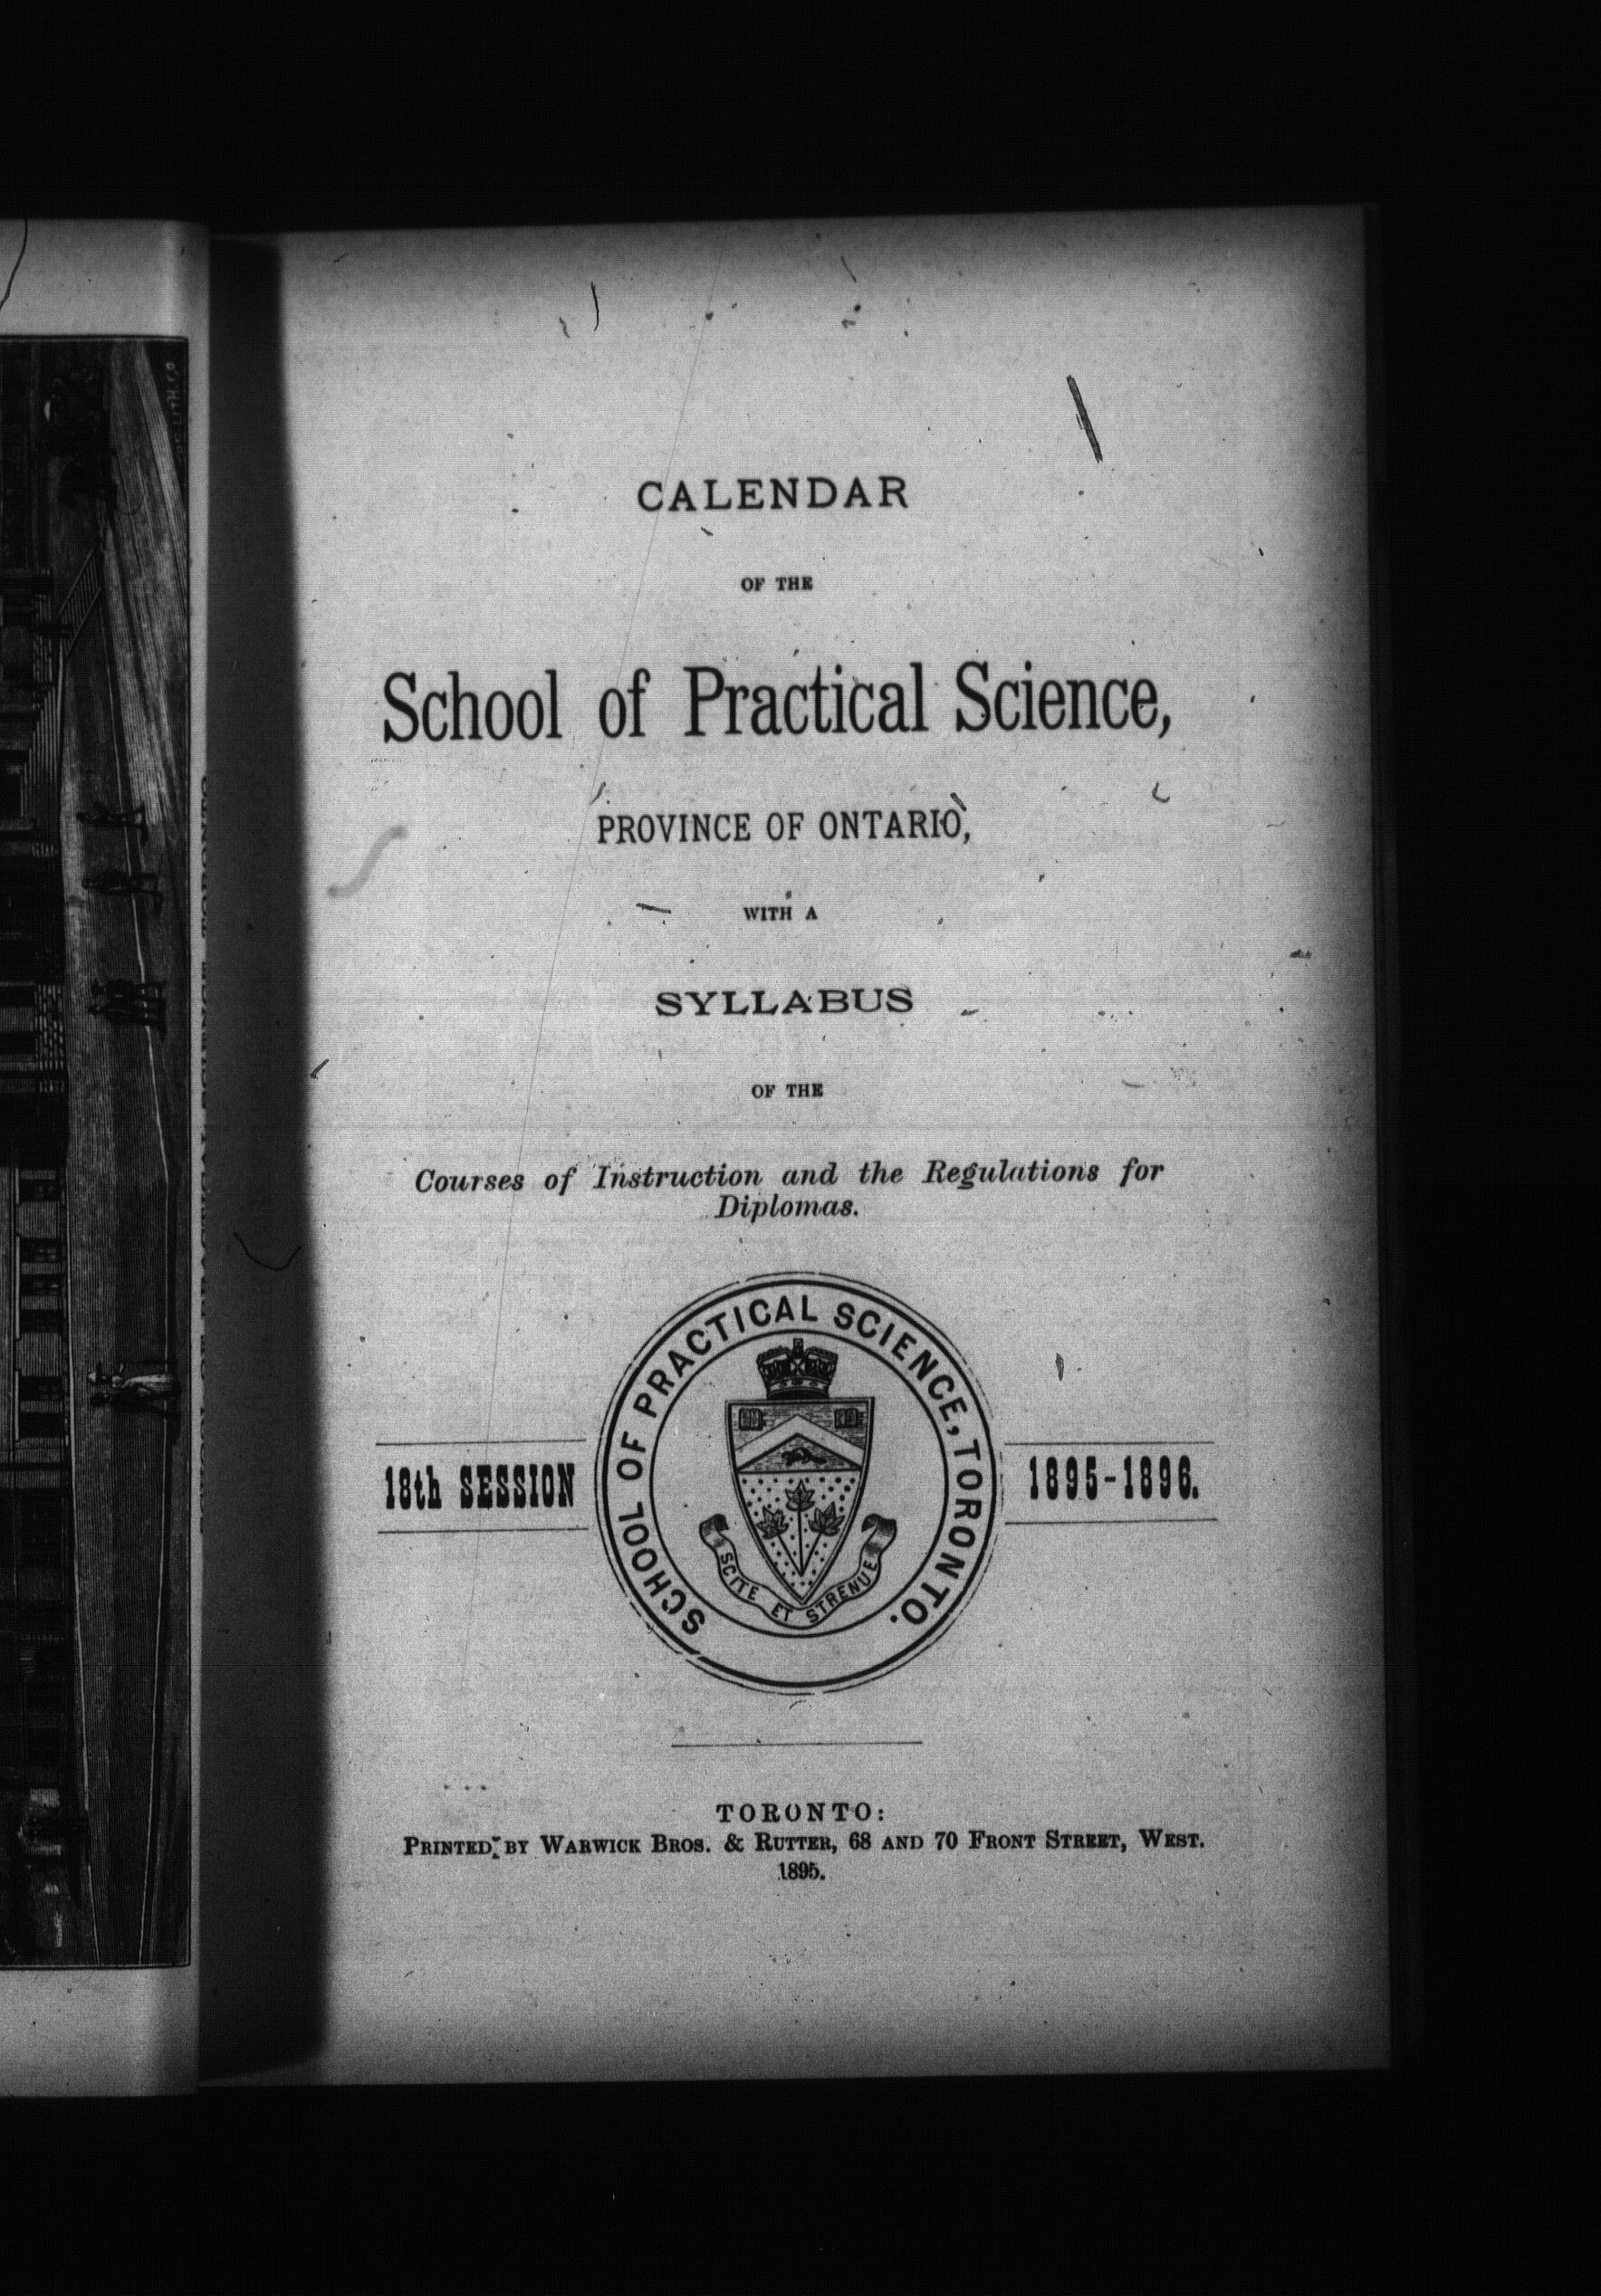 CALENDAR
OF THE
School of Practical Science,
PROVINCE OF ONTARIO,
WITH A
SYLLABUS
OF THE
Courses of Instruction and the Regulations for
Diplomas.
SCHOOL OF PRACTICAL SCIENCE, TORONTO.
18th SESSION
1895-1896.
SCITE ET STRENUE
TORONTO:
PRINTED BY WARWICK BROS. & RUTTER, 68 AND 70 FRONT STREET, WEST.
1895.